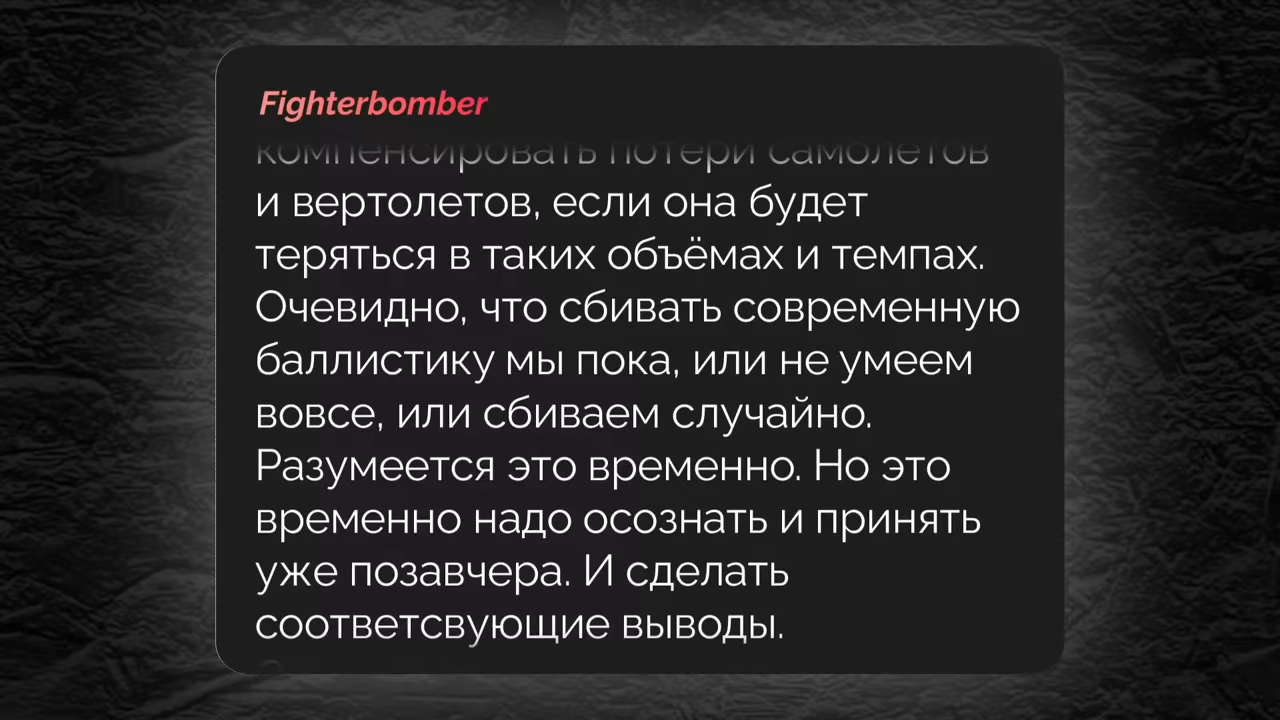 Fighterbomber
компенсировать потери самолетов
и вертолетов, если она будет
теряться в таких объёмах и темпах.
Очевидно, что сбивать современную
баллистику мы пока, или не умеем
вовсе, или сбиваем случайно.
Разумеется это временно. Но это
временно надо осознать и принять
уже позавчера. И сделать
соответсвующие выводы.